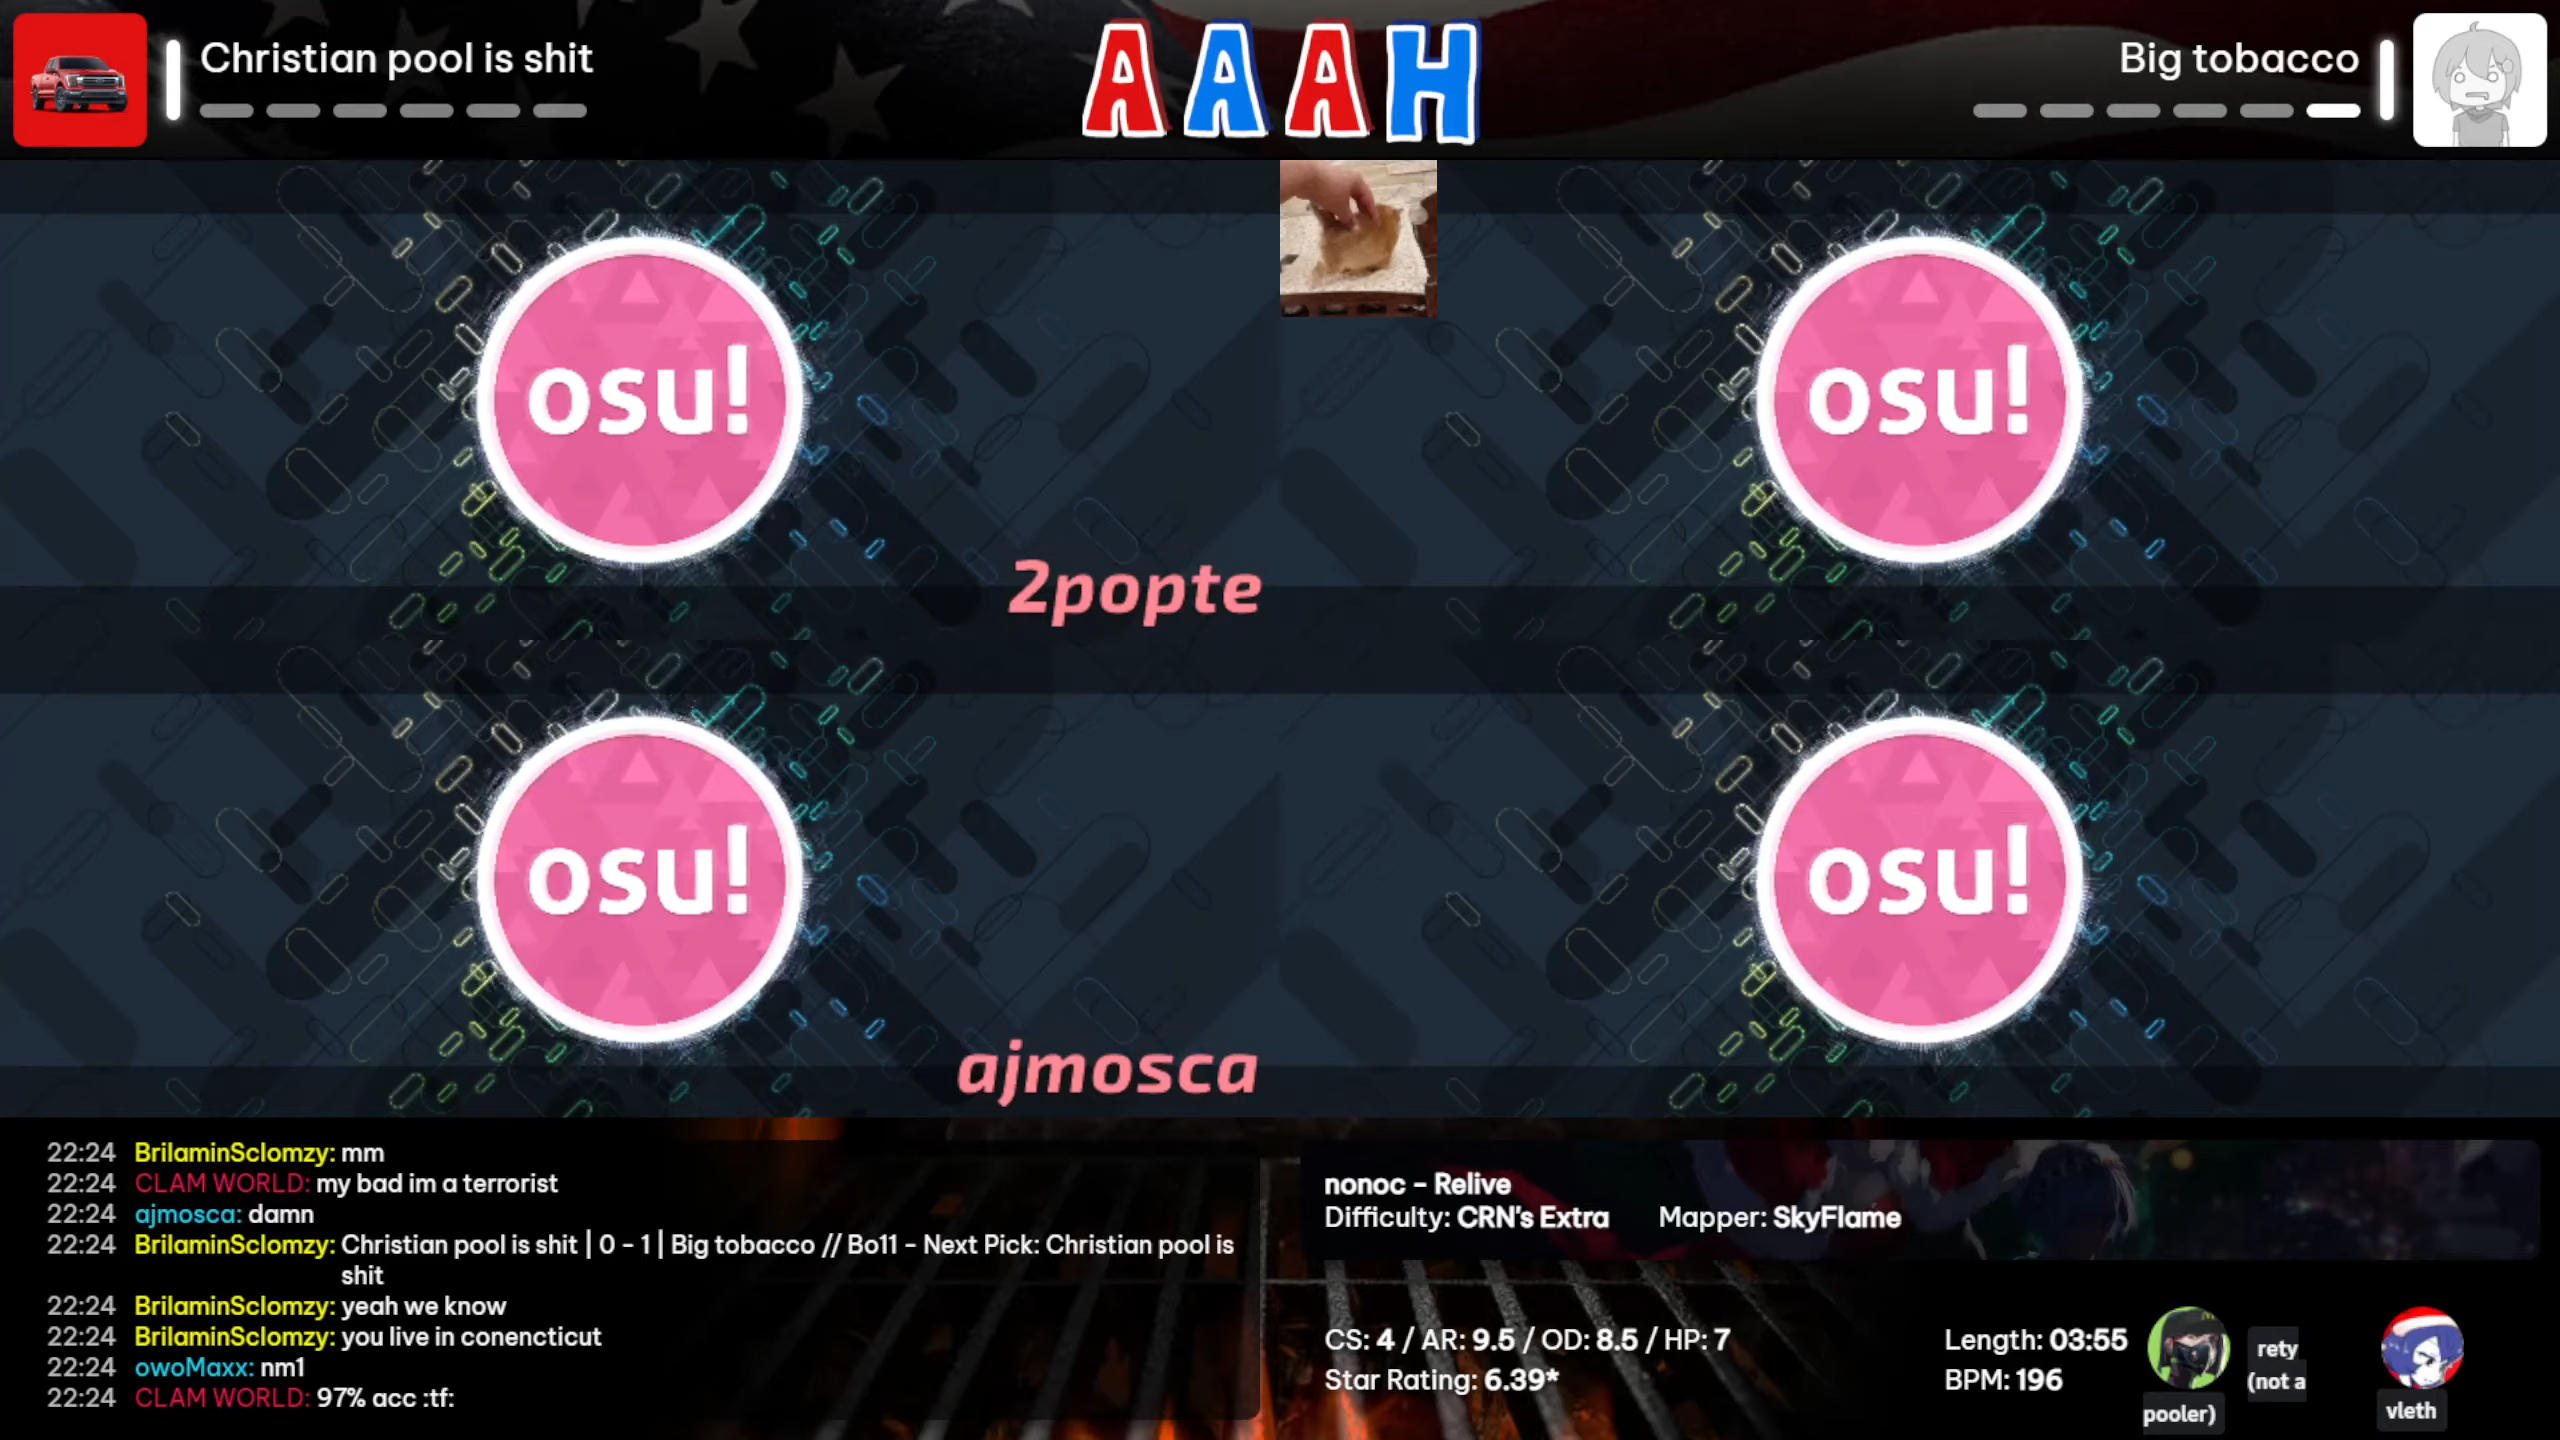 Christian pool is shit
AAAH
Big tobacco
osu!
osu!
2popte
osu!
osu!
ajmosca
22:24 BrilaminSclomzy: mm
22:24 CLAM WORLD: my bad im a terrorist
22:24 ajmosca: damn
22:24 BrilaminSclomzy: Christian pool is shit | 0 - 1 | Big tobacco // Bo11 - Next Pick: Christian pool is
shit
22:24 BrilaminSclomzy: yeah we know
22:24 BrilaminSclomzy: you live in conencticut
22:24 owoMaxx: nm1
22:24 CLAM WORLD: 97% acc :tf:
nonoc - Relive
Difficulty: CRN's Extra Mapper: SkyFlame
CS: 4 / AR: 9.5 / OD: 8.5 / HP: 7
Star Rating: 6.39*
Length: 03:55
BPM: 196
rety
(not a
pooler)
vleth